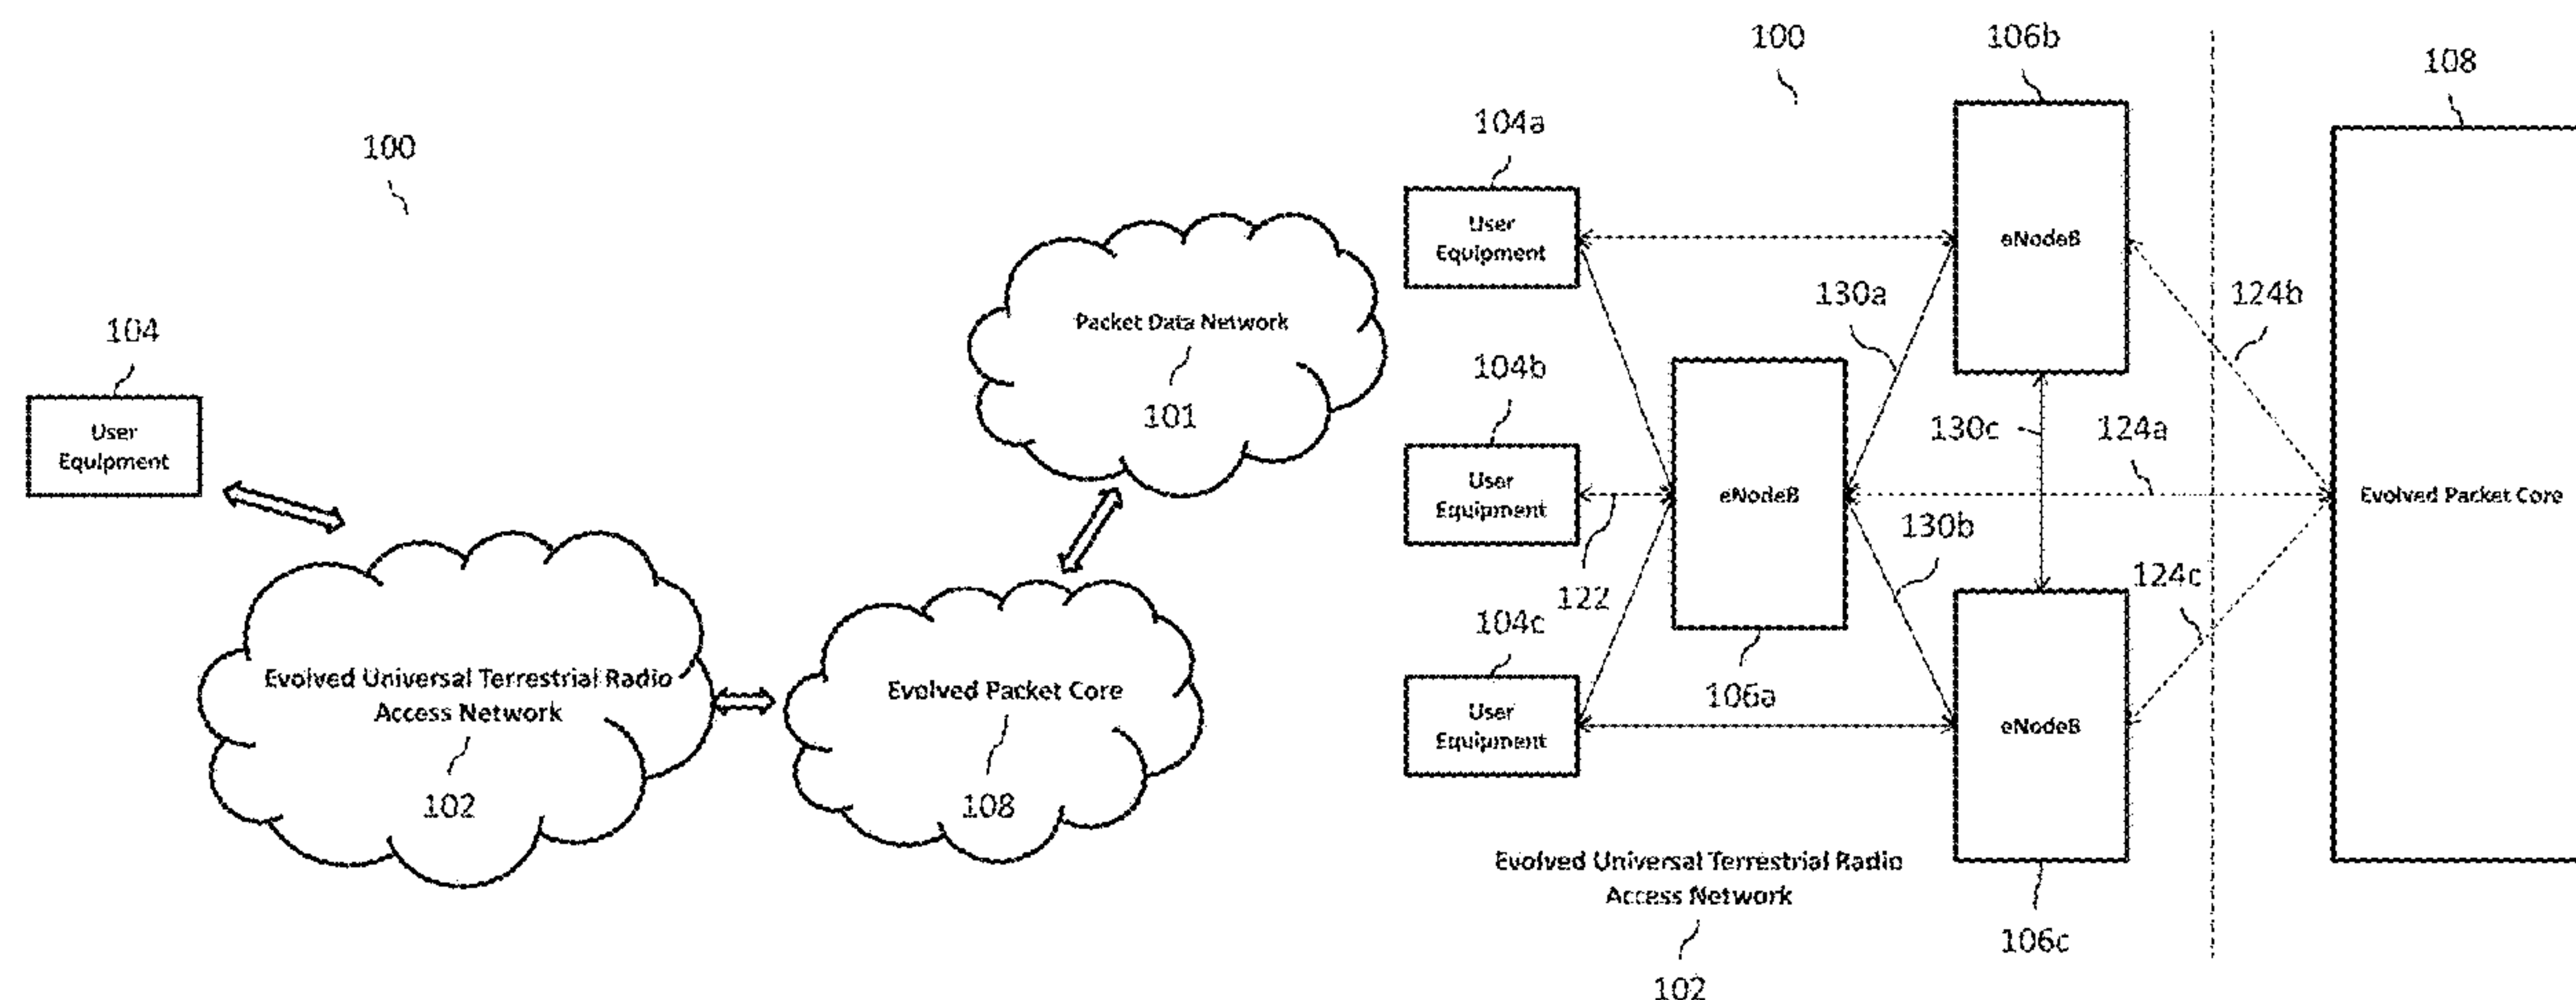 100
104
User
Equipment
Packet Data Network
101
Evolved Universal Terrestrial Radio
Access Network
102
Evolved Packet Core
108
100
106b
108
104a
User
Equipment
eNodeB
130a
124b
104b
User
Equipment
eNodeB
130c
124a
Evolved Packet Core
130b
122
124c
104c
User
Equipment
106a
eNodeB
Evolved Universal Terrestrial Radio
Access Network
102
106c